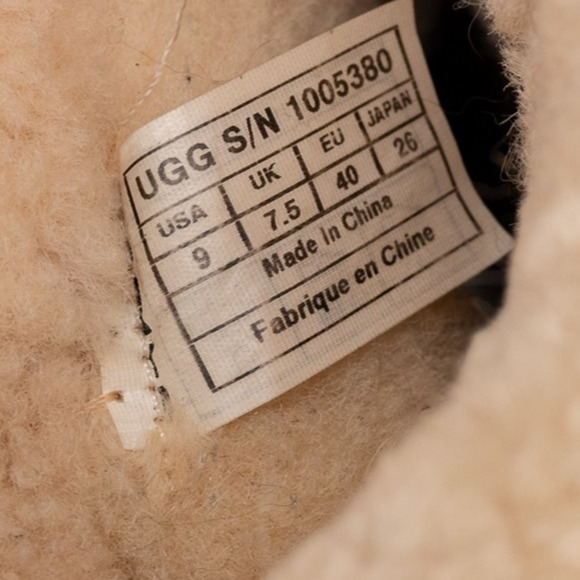 UGG S/N 1005380
USA UK EU JAPAN
9 7.5 40 26
Made in China
Fabrique en Chine